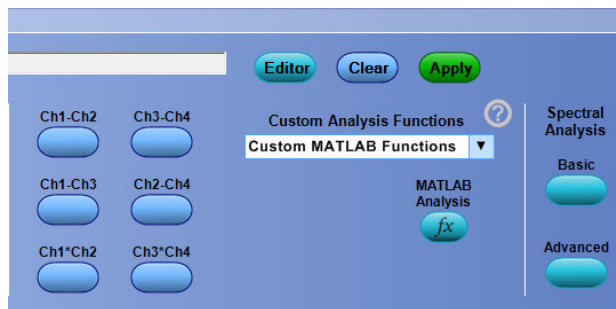 Editor Clear Apply
Ch1-Ch2 Ch3-Ch4
Custom Analysis Functions ?
Spectral
Analysis
Custom MATLAB Functions ▼
Basic
Ch1-Ch3 Ch2-Ch4
MATLAB
Analysis
fx
Ch1*Ch2 Ch3*Ch4
Advanced